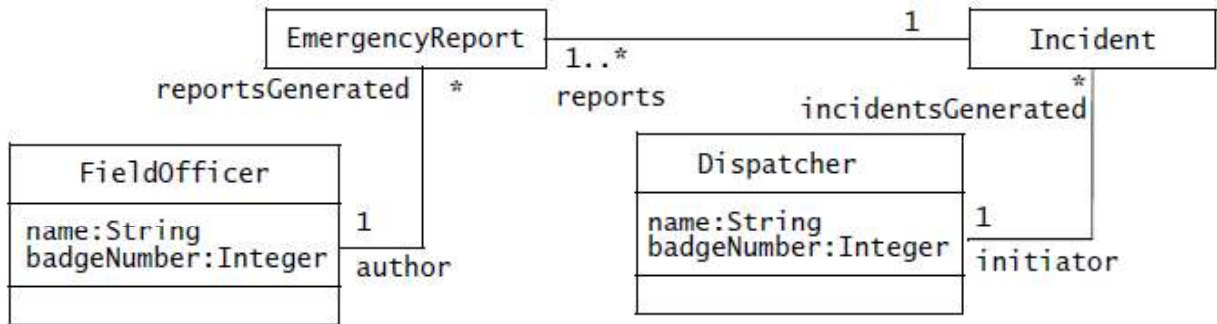 EmergencyReport
1
Incident
1..*
reportsGenerated
*
reports
*
incidentsGenerated
FieldOfficer
name:String
badgeNumber:Integer
1
author
Dispatcher
name:String
badgeNumber:Integer
1
initiator